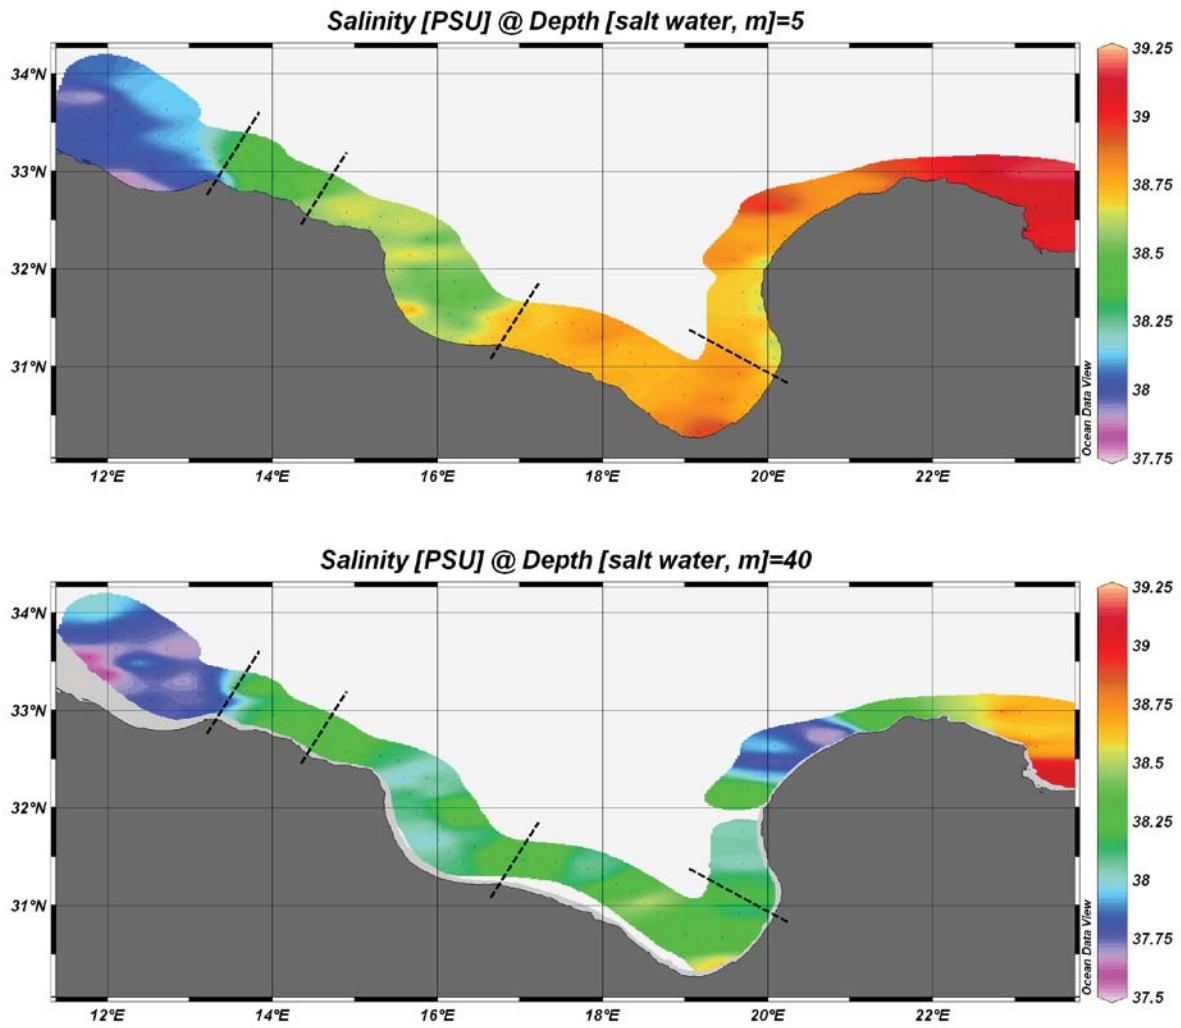 Salinity [PSU] @ Depth [salt water, m]=5
34°N
33°N
32°N
31°N
12°E
14°E
16°E
18°E
20°E
22°E
Ocean Data View
39.25
39
38.75
38.5
38.25
38
37.75
Salinity [PSU] @ Depth [salt water, m]=40
34°N
33°N
32°N
31°N
12°E
14°E
16°E
18°E
20°E
22°E
Ocean Data View
39.25
39
38.75
38.5
38.25
38
37.75
37.5